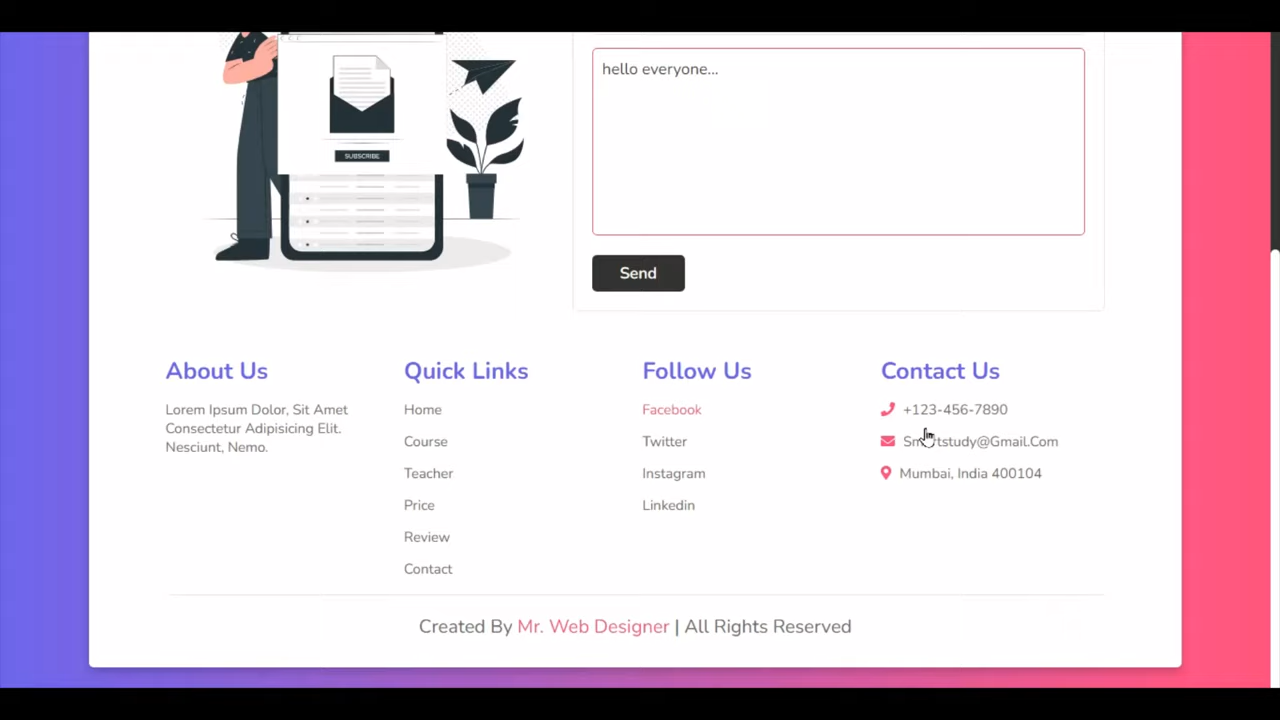 hello everyone...
SUBSCRIBE
Send
About Us
Lorem Ipsum Dolor, Sit Amet
Consectetur Adipisicing Elit.
Nesciunt, Nemo.
Quick Links
Home
Course
Teacher
Price
Review
Contact
Follow Us
Facebook
Twitter
Instagram
Linkedin
Contact Us
+123-456-7890
Mumbai, India 400104
Created By Mr. Web Designer | All Rights Reserved